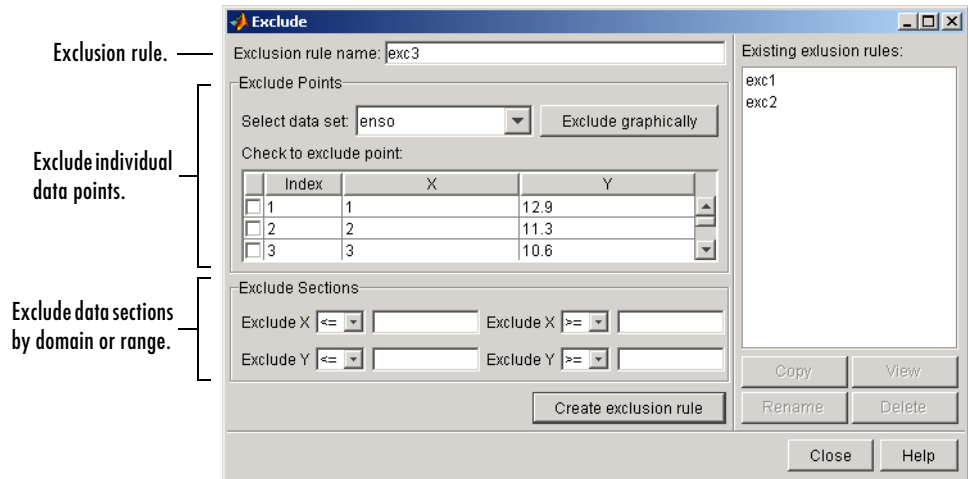 Exclude
Exclusion rule.
Exclusion rule name: exc3
Existing exlusion rules:
exc1
exc2
Exclude Points
Select data set: enso
Exclude graphically
Check to exclude point:
Exclude individual
data points.
Index X Y
1 1 12.9
2 2 11.3
3 3 10.6
Exclude Sections
Exclude data sections
by domain or range.
Exclude X <= Exclude X >=
Exclude Y <= Exclude Y >=
Copy View
Create exclusion rule
Rename Delete
Close Help